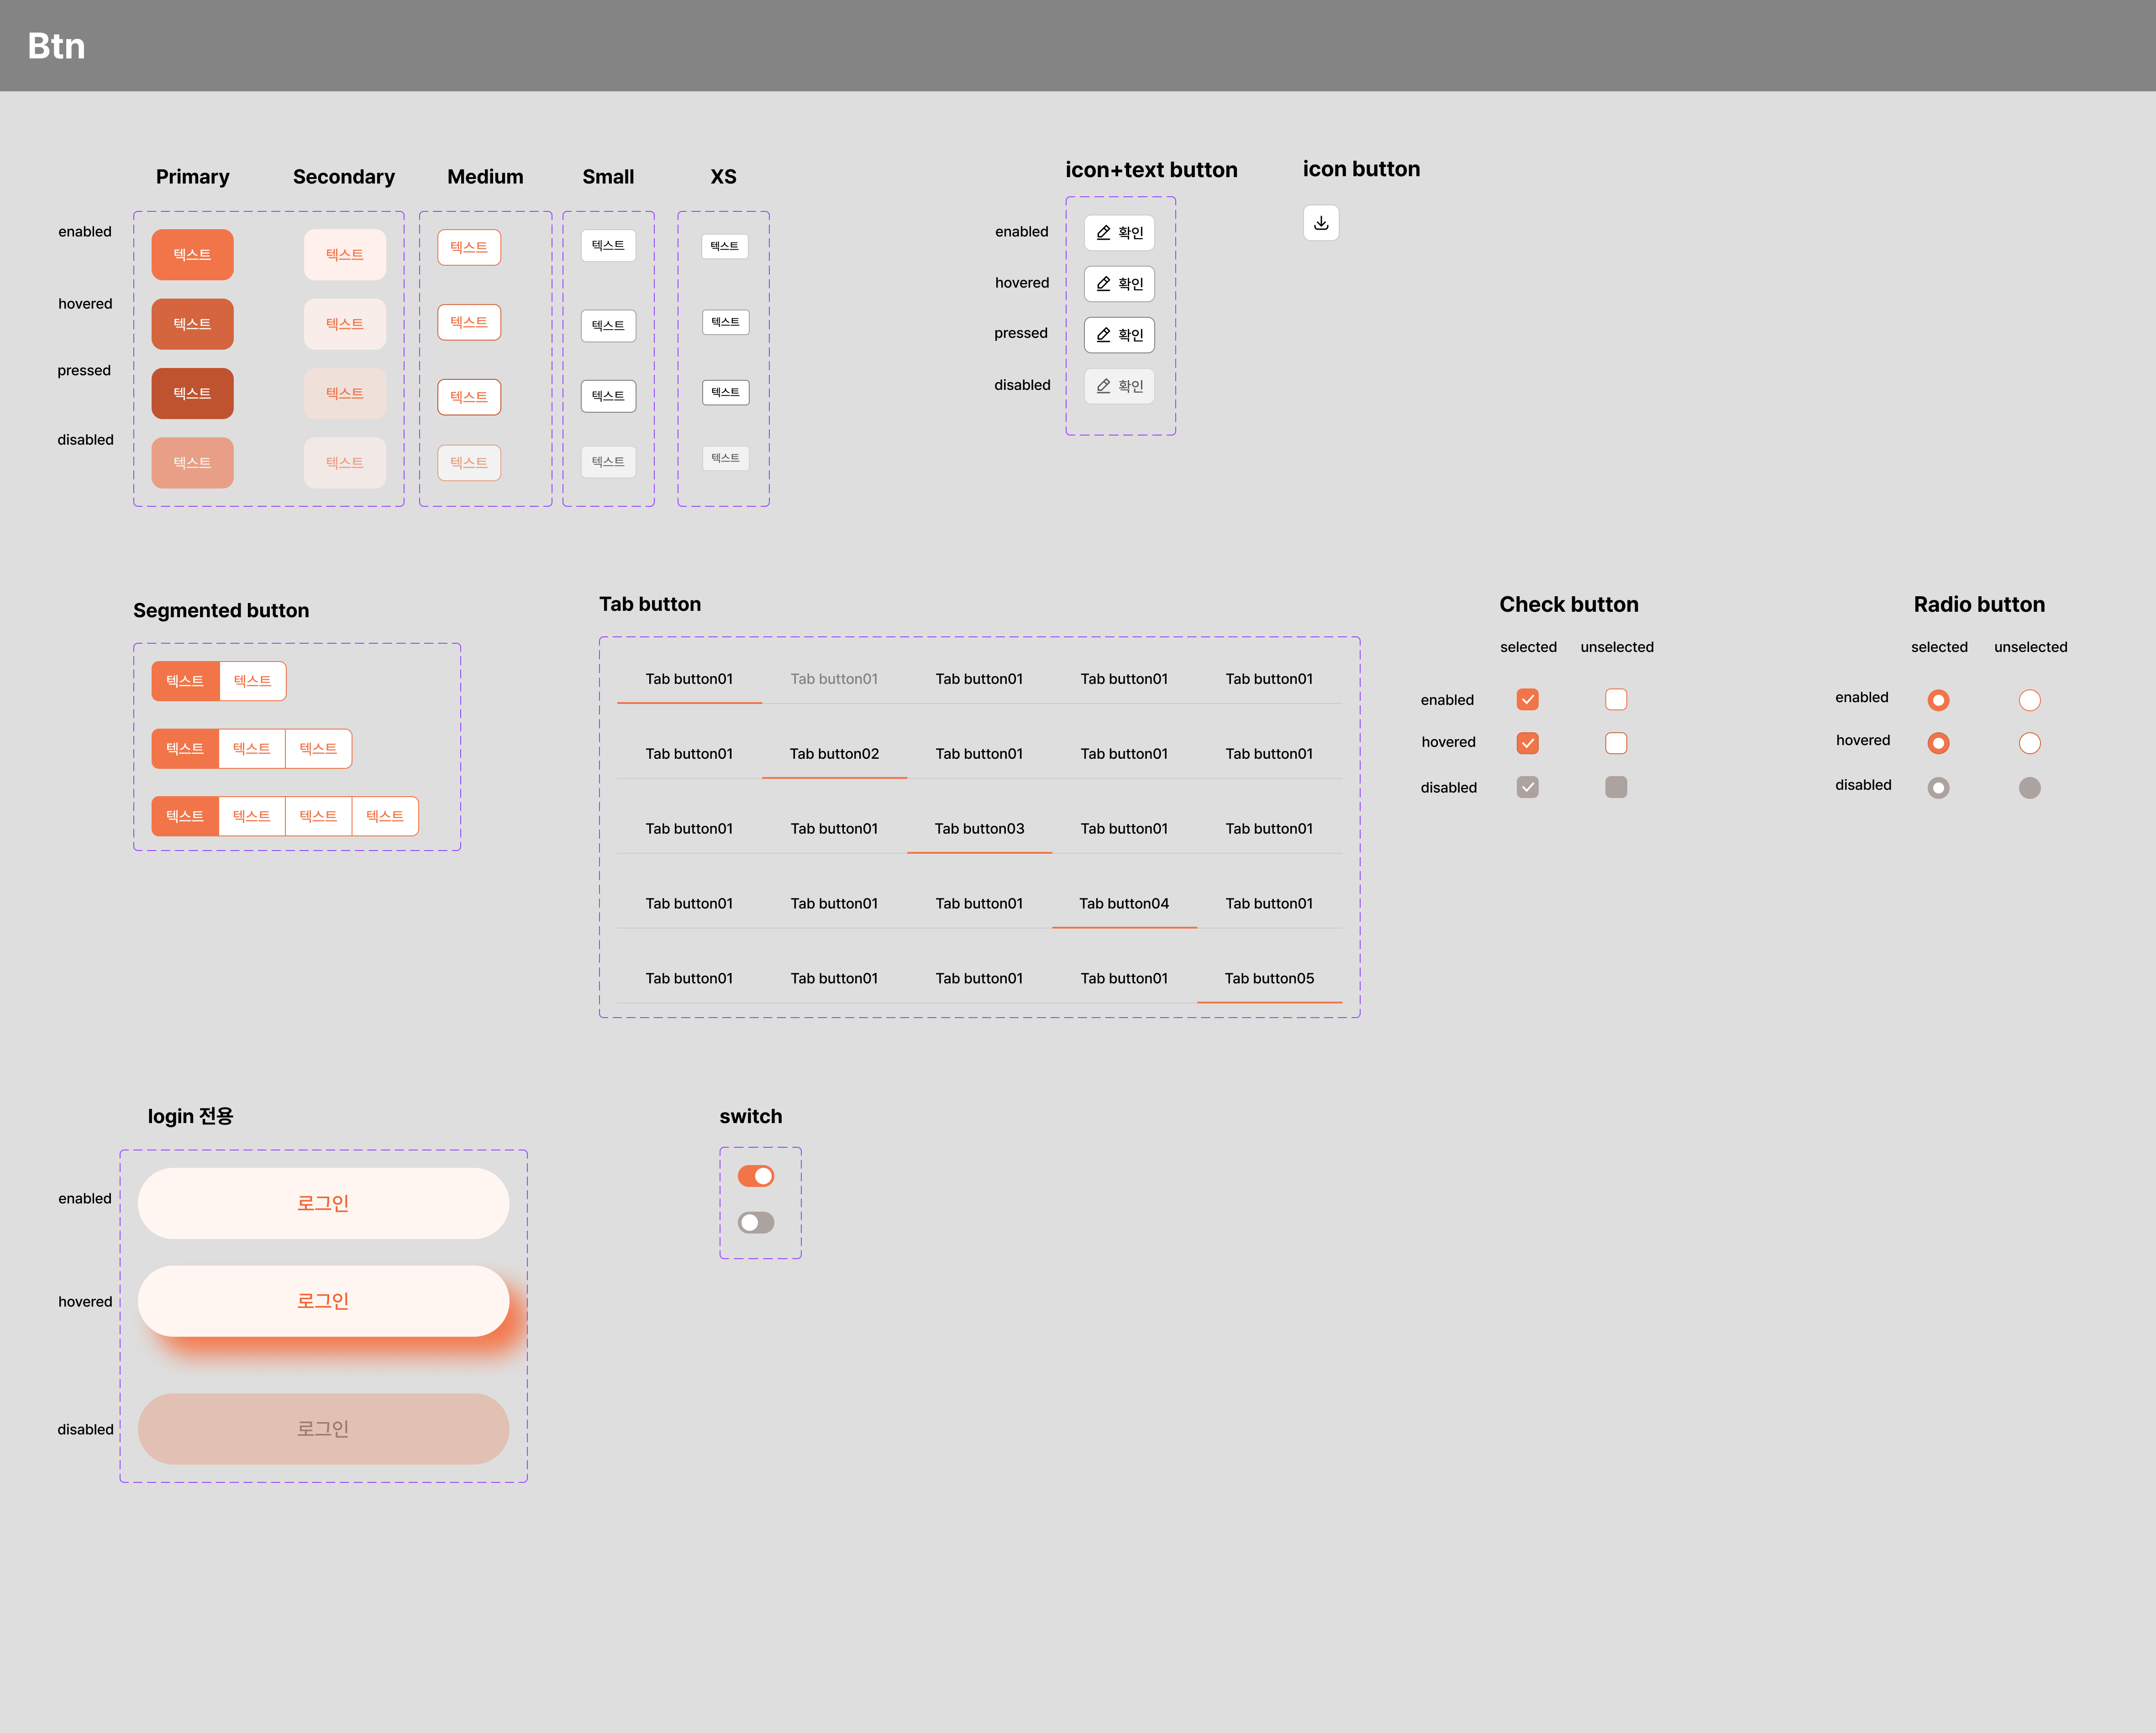 Btn
Primary Secondary Medium Small XS
enabled 텍스트 텍스트 텍스트 텍스트 텍스트
hovered 텍스트 텍스트 텍스트 텍스트 텍스트
pressed 텍스트 텍스트 텍스트 텍스트 텍스트
disabled 텍스트 텍스트 텍스트 텍스트 텍스트
icon+text button
enabled 확인
hovered 확인
pressed 확인
disabled 확인
icon button
Segmented button
텍스트 텍스트
텍스트 텍스트 텍스트
텍스트 텍스트 텍스트 텍스트
Tab button
Tab button01 Tab button01 Tab button01 Tab button01 Tab button01
Tab button01 Tab button02 Tab button01 Tab button01 Tab button01
Tab button01 Tab button01 Tab button03 Tab button01 Tab button01
Tab button01 Tab button01 Tab button01 Tab button04 Tab button01
Tab button01 Tab button01 Tab button01 Tab button01 Tab button05
Check button
selected unselected
enabled
hovered
disabled
Radio button
selected unselected
enabled
hovered
disabled
login 전용
enabled 로그인
hovered 로그인
disabled 로그인
switch